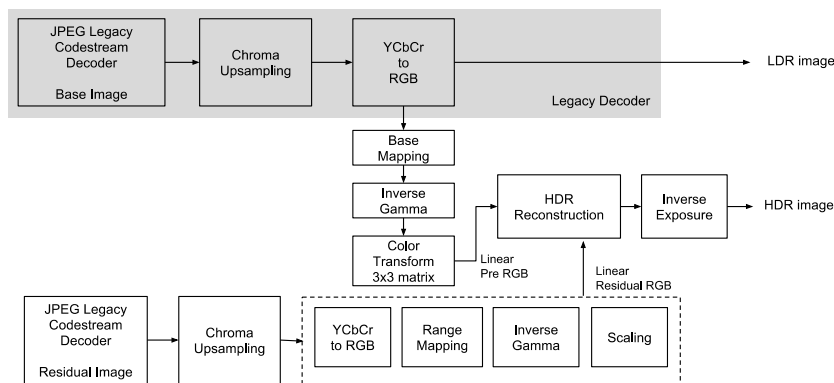 JPEG Legacy
Codestream
Decoder
Base Image
Chroma
Upsampling
YCbCr
to
RGB
LDR image
Legacy Decoder
Base
Mapping
Inverse
Gamma
Color
Transform
3x3 matrix
Linear
Pre RGB
HDR
Reconstruction
Inverse
Exposure
HDR image
Linear
Residual RGB
JPEG Legacy
Codestream
Decoder
Residual Image
Chroma
Upsampling
YCbCr
to RGB
Range
Mapping
Inverse
Gamma
Scaling